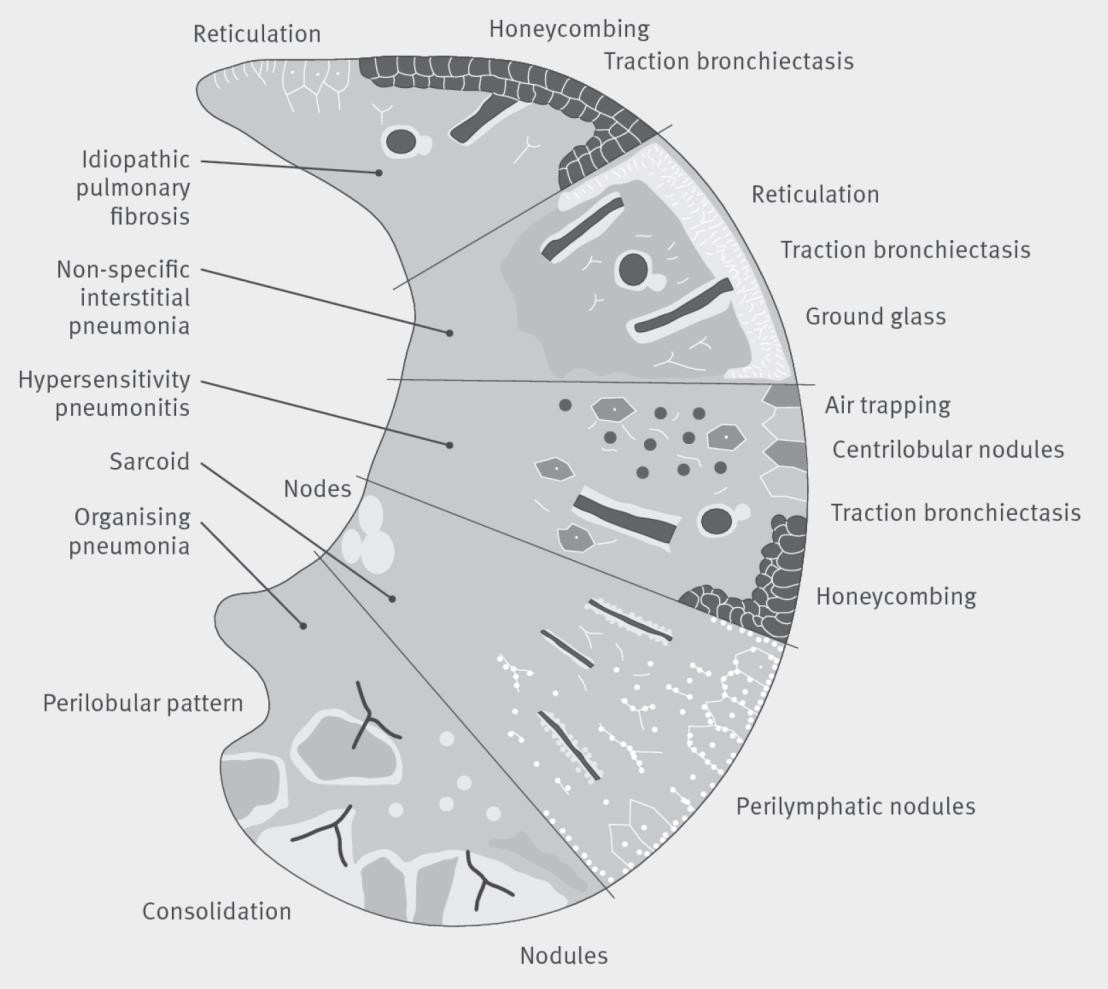 Reticulation
Honeycombing
Traction bronchiectasis
Idiopathic
pulmonary
fibrosis
Reticulation
Traction bronchiectasis
Non-specific
interstitial
pneumonia
Ground glass
Hypersensitivity
pneumonitis
Air trapping
Centrilobular nodules
Sarcoid
Nodes
Organising
pneumonia
Traction bronchiectasis
Honeycombing
Perilobular pattern
Perilymphatic nodules
Consolidation
Nodules